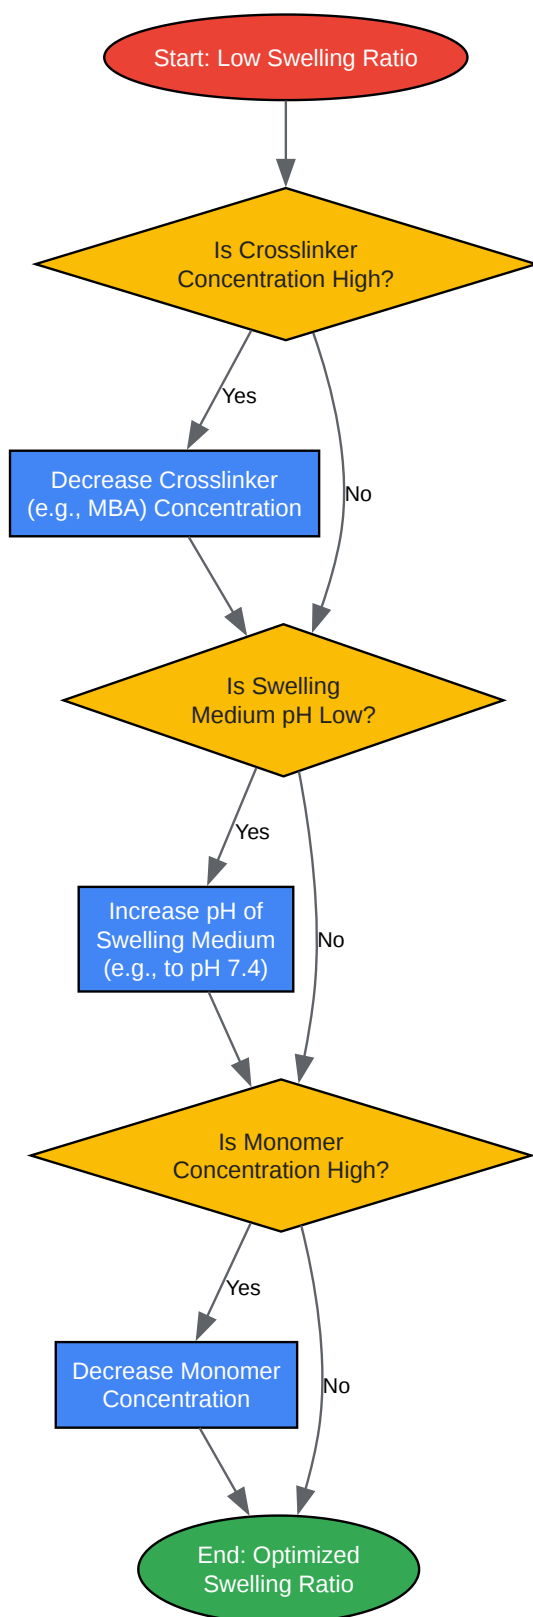 Start: Low Swelling Ratio
Is Crosslinker
Concentration High?
Yes
Decrease Crosslinker
(e.g., MBA) Concentration
No
Is Swelling
Medium pH Low?
Yes
Increase pH of
Swelling Medium
(e.g., to pH 7.4)
No
Is Monomer
Concentration High?
Yes
Decrease Monomer
Concentration
No
End: Optimized
Swelling Ratio